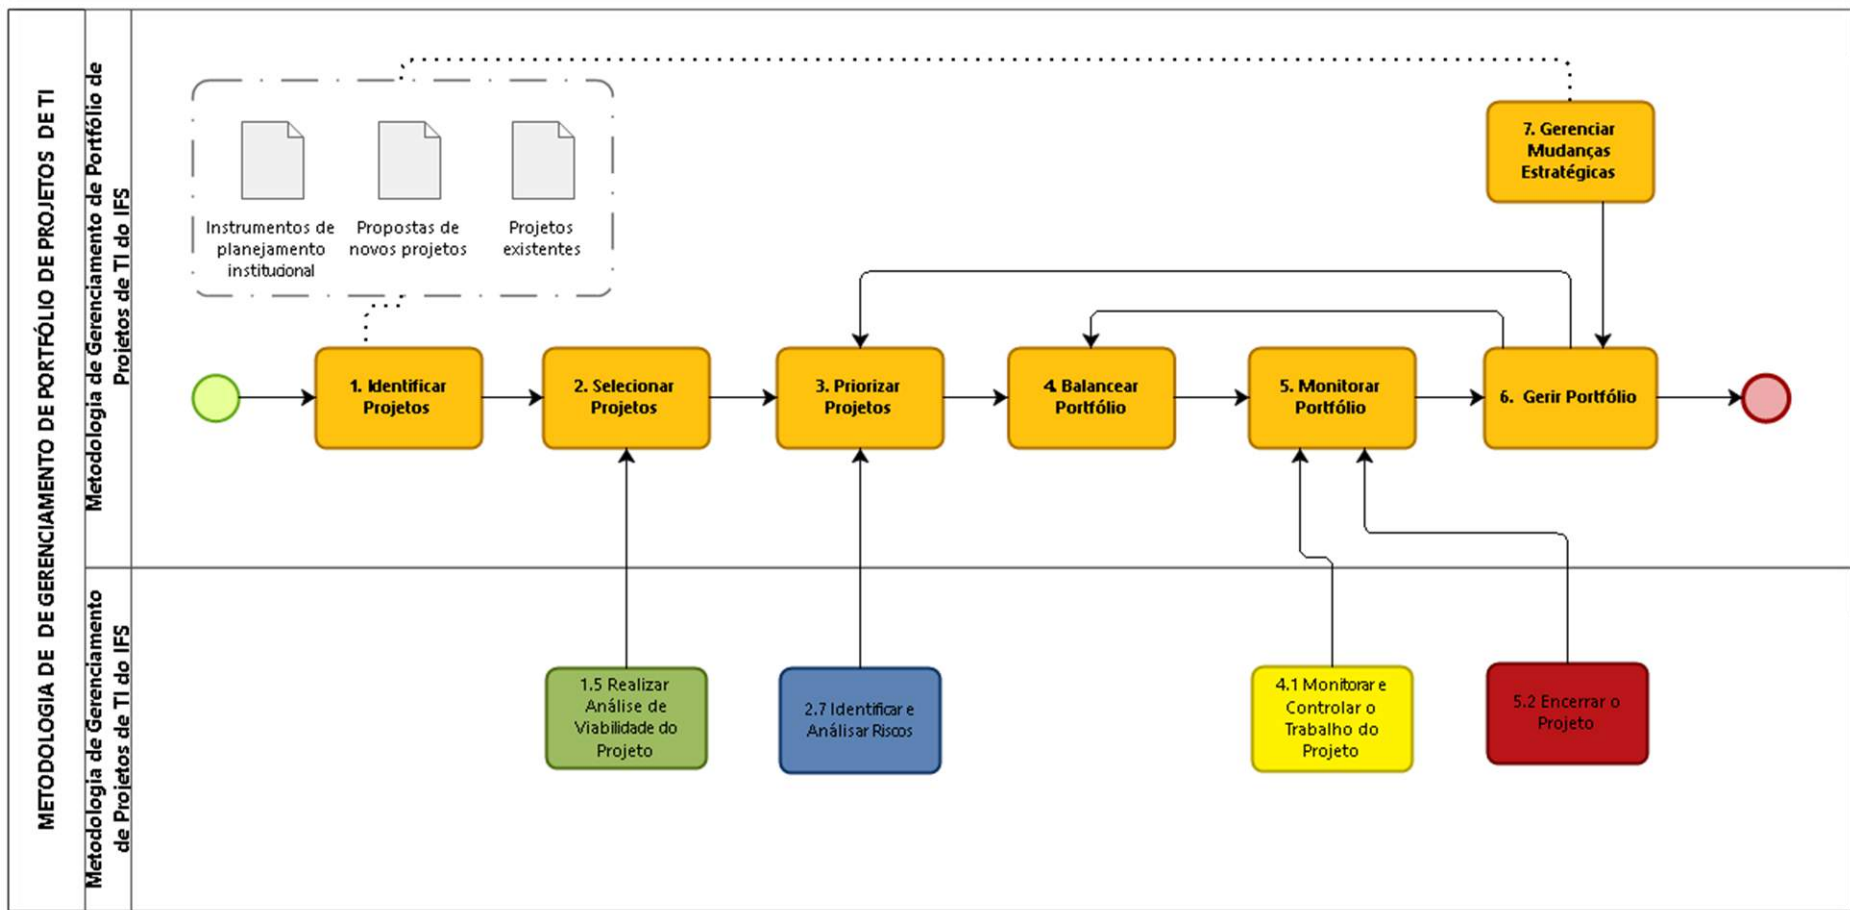 METODOLOGIA DE DE GERENCIAMENTO DE PORTFÓLIO DE PROJETOS DE TI
Metodologia de Gerenciamento de Portfólio de
Projetos de TI do IFS
Instrumentos de
planejamento
institucional
Propostas de
novos projetos
Projetos
existentes
7. Gerenciar
Mudanças
Estratégicas
1. Identificar
Projetos
2. Selecionar
Projetos
3. Priorizar
Projetos
4. Balancear
Portfólio
5. Monitorar
Portfólio
6. Gerir Portfólio
Metodologia de Gerenciamento
de Projetos de TI do IFS
1.5 Realizar
Análise de
Viabilidade do
Projeto
2.7 Identificar e
Análisar Riscos
4.1 Monitorar e
Controlar o
Trabalho do
Projeto
5.2 Encerrar o
Projeto